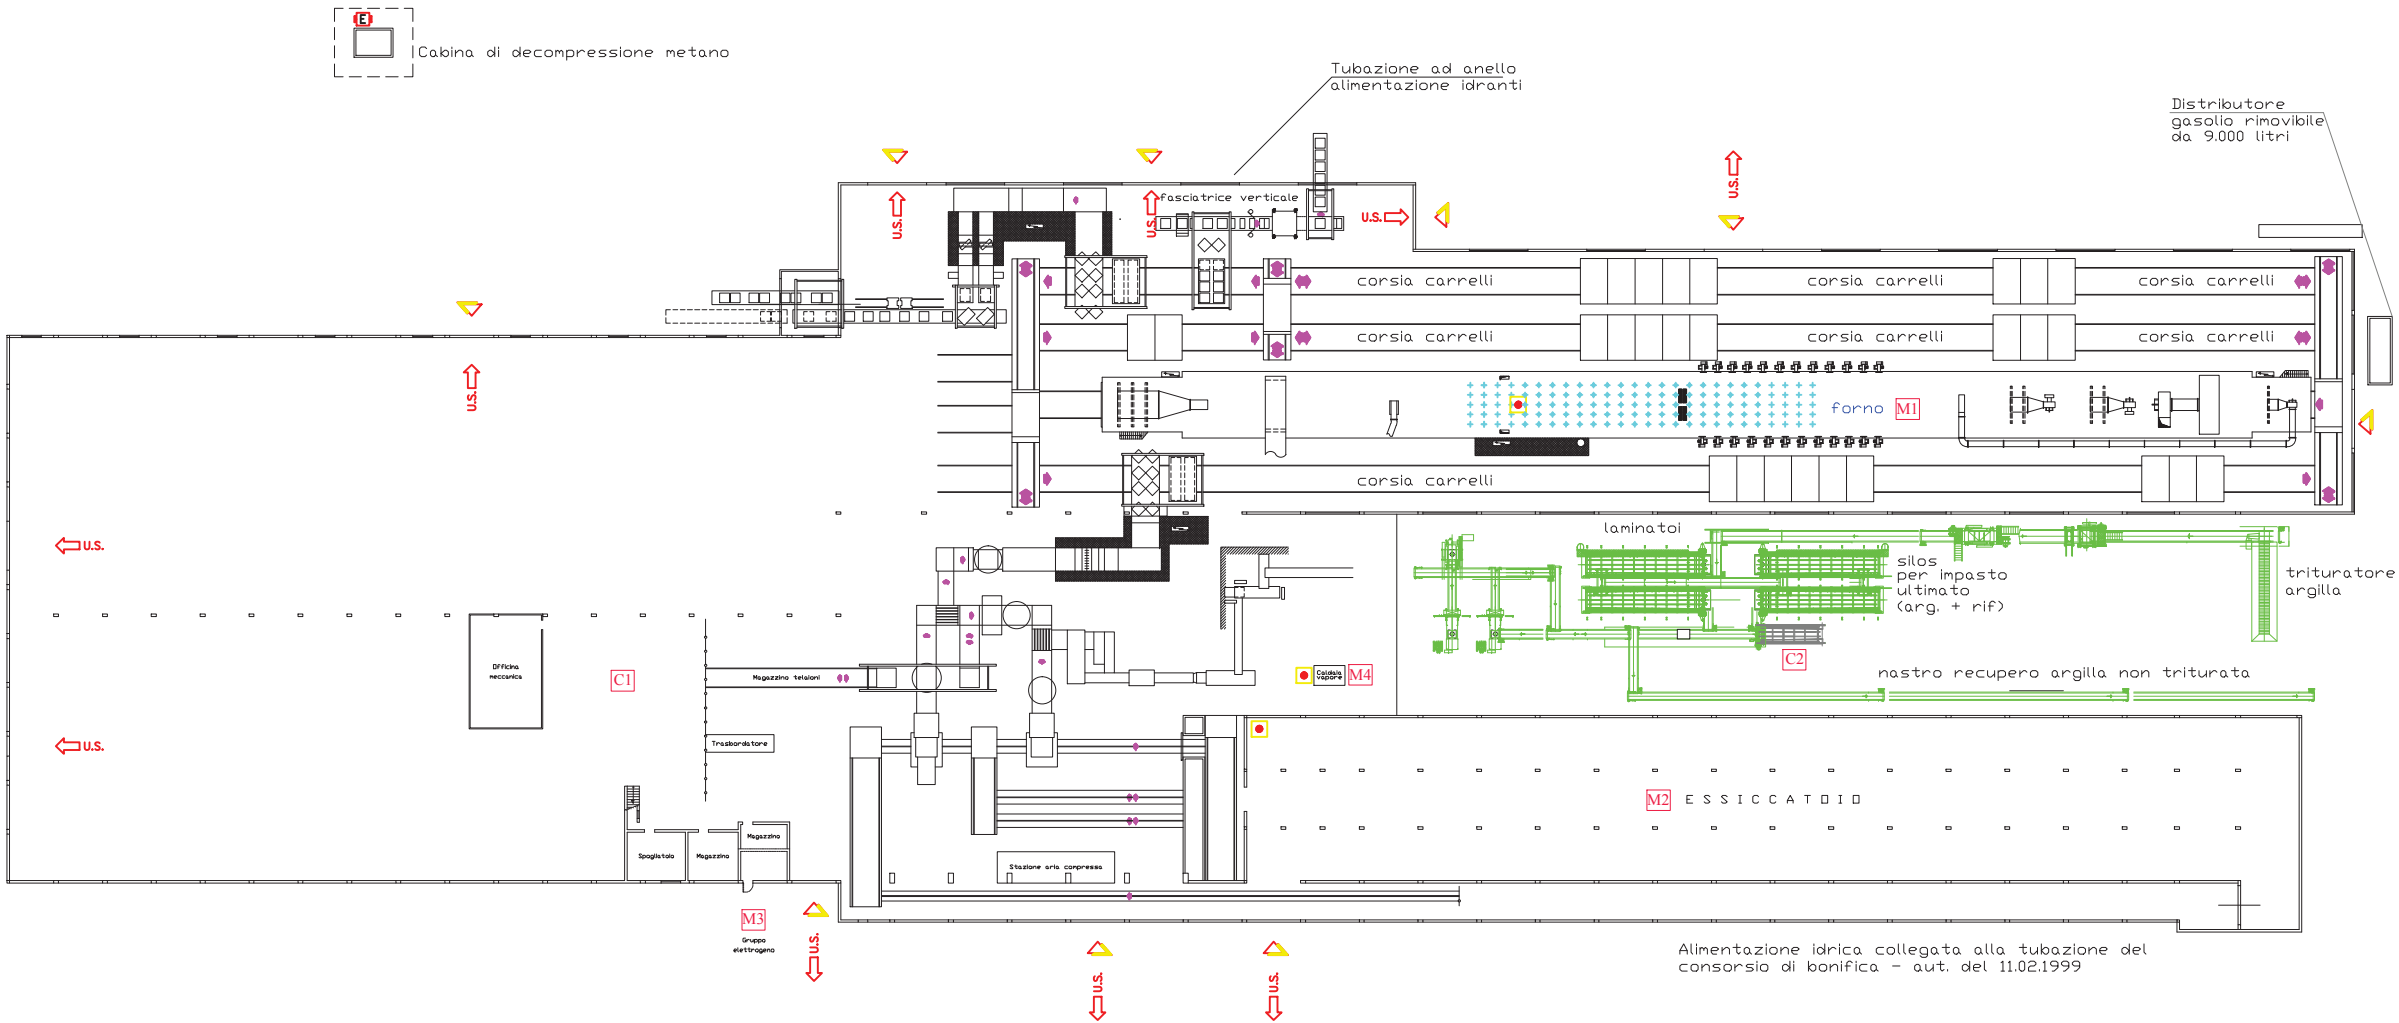 E
Cabina di decompressione metano
Tubazione ad anello
alimentazione idranti
Distributore
gasolio rimovibile
da 9.000 litri
U.S.
U.S.
fasciatrice verticale
U.S.
U.S.
corsia carrelli
corsia carrelli
corsia carrelli
corsia carrelli
corsia carrelli
corsia carrelli
U.S.
forno
M1
corsia carrelli
U.S.
laminatoi
silos
per impasto
ultimato
(arg. + rif)
trituratore
argilla
Officina
meccanica
C1
Magazzino telaioni
Caldaia
vapore
M4
C2
nastro recupero argilla non triturata
U.S.
Trasbordatore
M2
ESSICCATOIO
Magazzino
Spogliatoio
Magazzino
Stazione aria compressa
M3
Gruppo
elettrogeno
U.S.
U.S.
U.S.
Alimentazione idrica collegata alla tubazione del
consorsio di bonifica - aut. del 11.02.1999